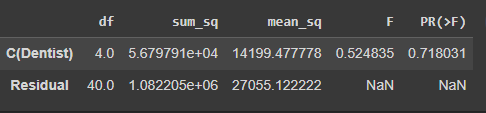 df sum_sq mean_sq F PR(>F)
C(Dentist) 4.0 5.679791e+04 14199.477778 0.524835 0.718031
Residual 40.0 1.082205e+06 27055.122222 NaN NaN